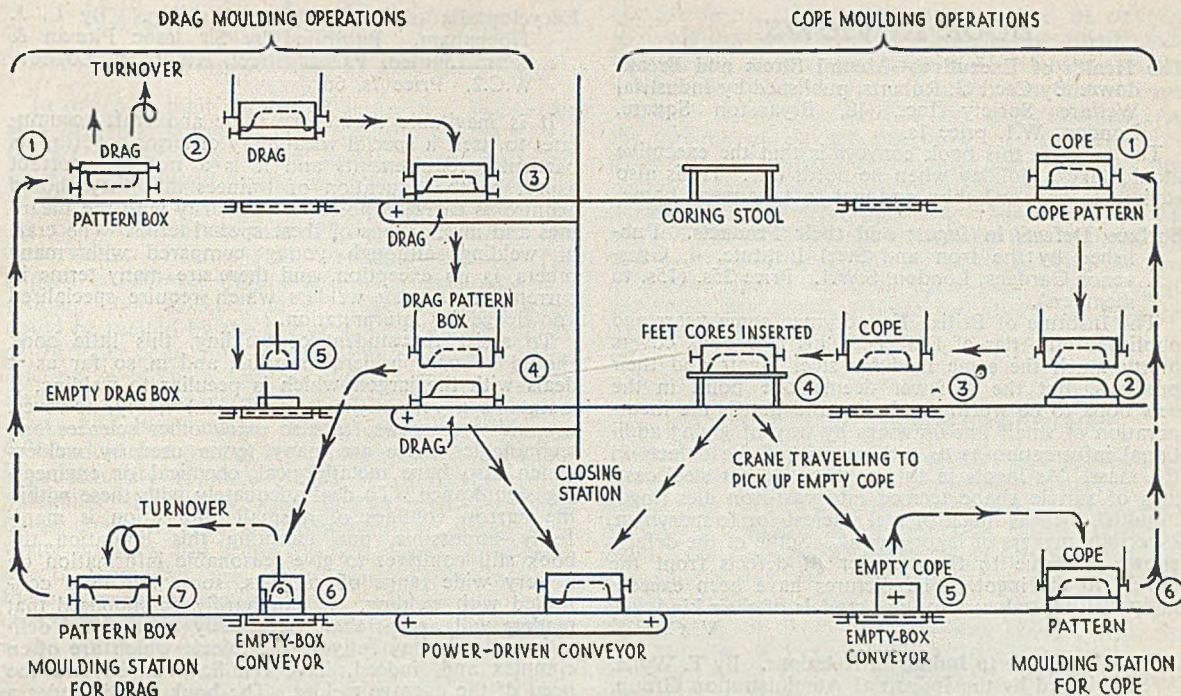 DRAG MOULDING OPERATIONS
COPE MOULDING OPERATIONS
TURNOVER
①
DRAG
②
DRAG
③
PATTERN BOX
DRAG
CORING STOOL
COPE
①
COPE PATTERN
DRAG PATTERN
BOX
⑤
④
EMPTY DRAG BOX
DRAG
FEET CORES INSERTED
④
COPE
③
②
CLOSING
STATION
CRANE TRAVELLING TO
PICK UP EMPTY COPE
TURNOVER
⑦
PATTERN BOX
MOULDING STATION
FOR DRAG
⑥
EMPTY-BOX
CONVEYOR
POWER-DRIVEN CONVEYOR
EMPTY COPE
⑤
EMPTY-BOX
CONVEYOR
COPE
⑥
PATTERN
MOULDING STATION
FOR COPE